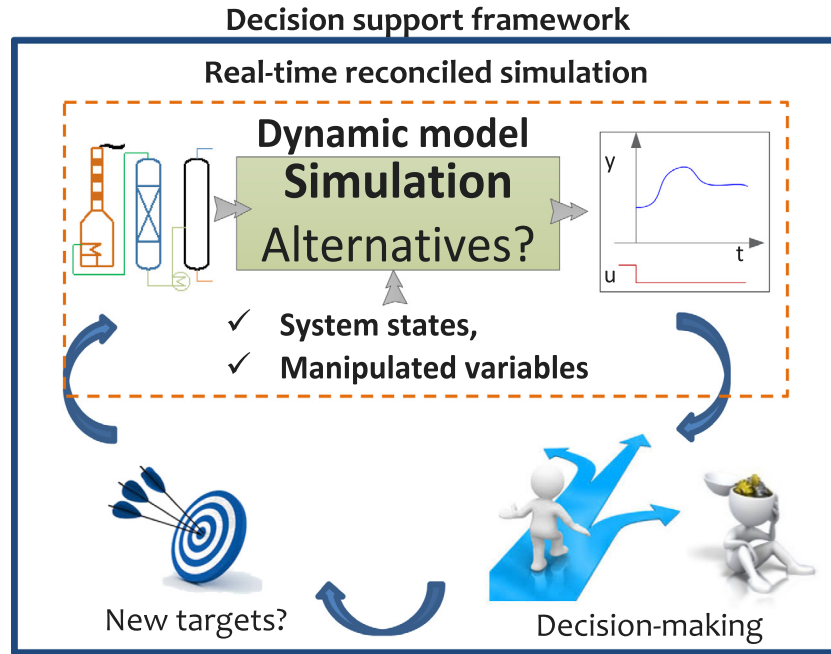 Decision support framework
Real-time reconciled simulation
Dynamic model
Simulation
Alternatives?
y
t
u
✓ System states,
✓ Manipulated variables
New targets?
Decision-making